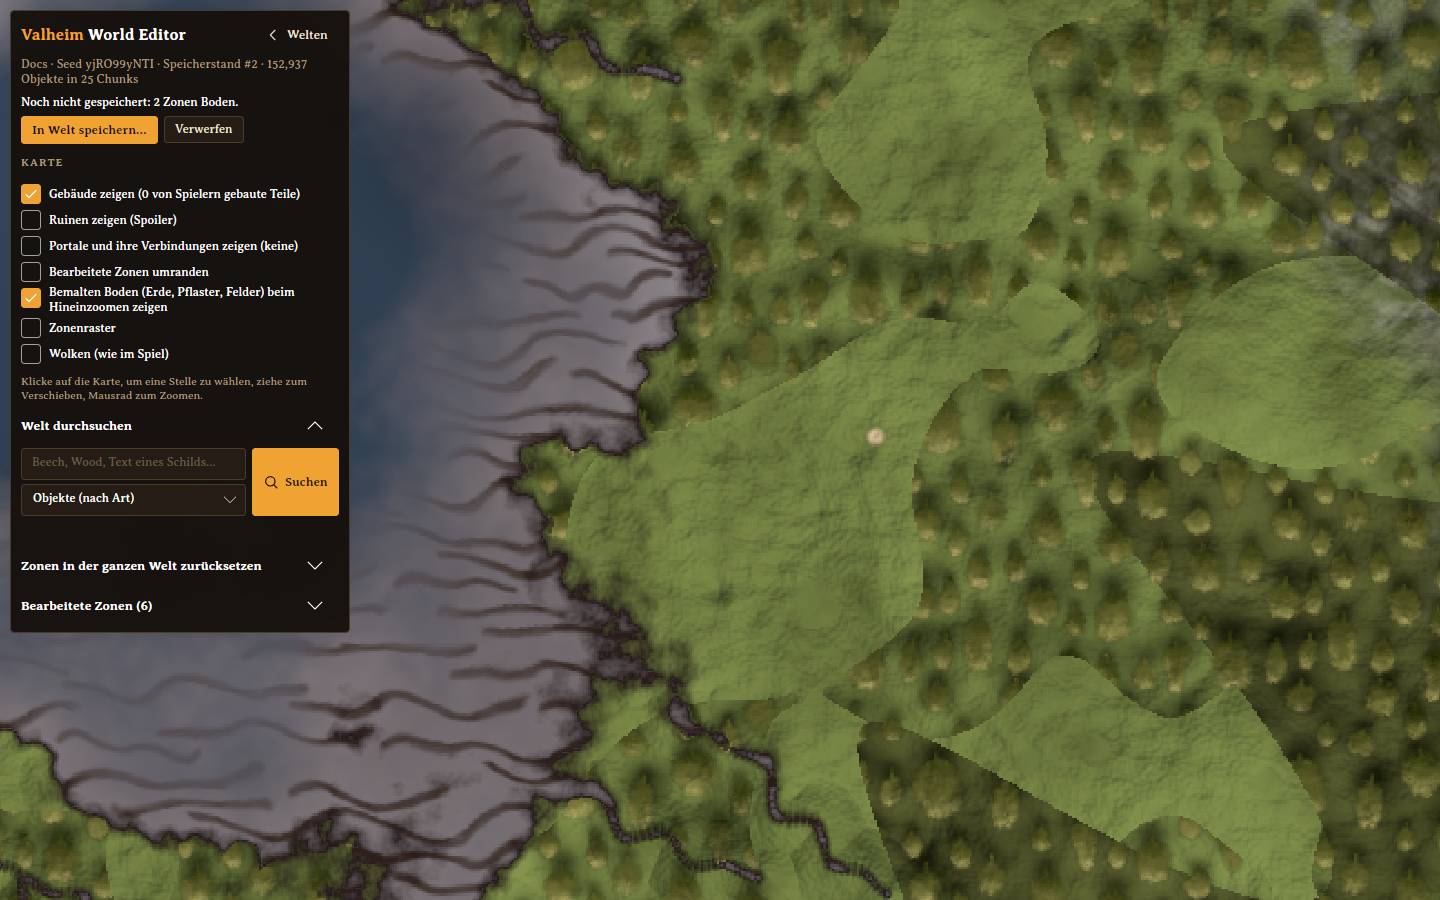 Valheim World Editor
Welten
Docs · Seed yjRO99yNTI · Speicherstand #2 · 152,937
Objekte in 25 Chunks
Noch nicht gespeichert: 2 Zonen Boden.
In Welt speichern...
Verwerfen
KARTE
Gebäude zeigen (0 von Spielern gebaute Teile)
Ruinen zeigen (Spoiler)
Portale und ihre Verbindungen zeigen (keine)
Bearbeitete Zonen umranden
Bemalten Boden (Erde, Pflaster, Felder) beim
Hineinzoomen zeigen
Zonenraster
Wolken (wie im Spiel)
Klicke auf die Karte, um eine Stelle zu wählen, ziehe zum
Verschieben, Mausrad zum Zoomen.
Welt durchsuchen
Beech, Wood, Text eines Schilds...
Objekte (nach Art)
Suchen
Zonen in der ganzen Welt zurücksetzen
Bearbeitete Zonen (6)